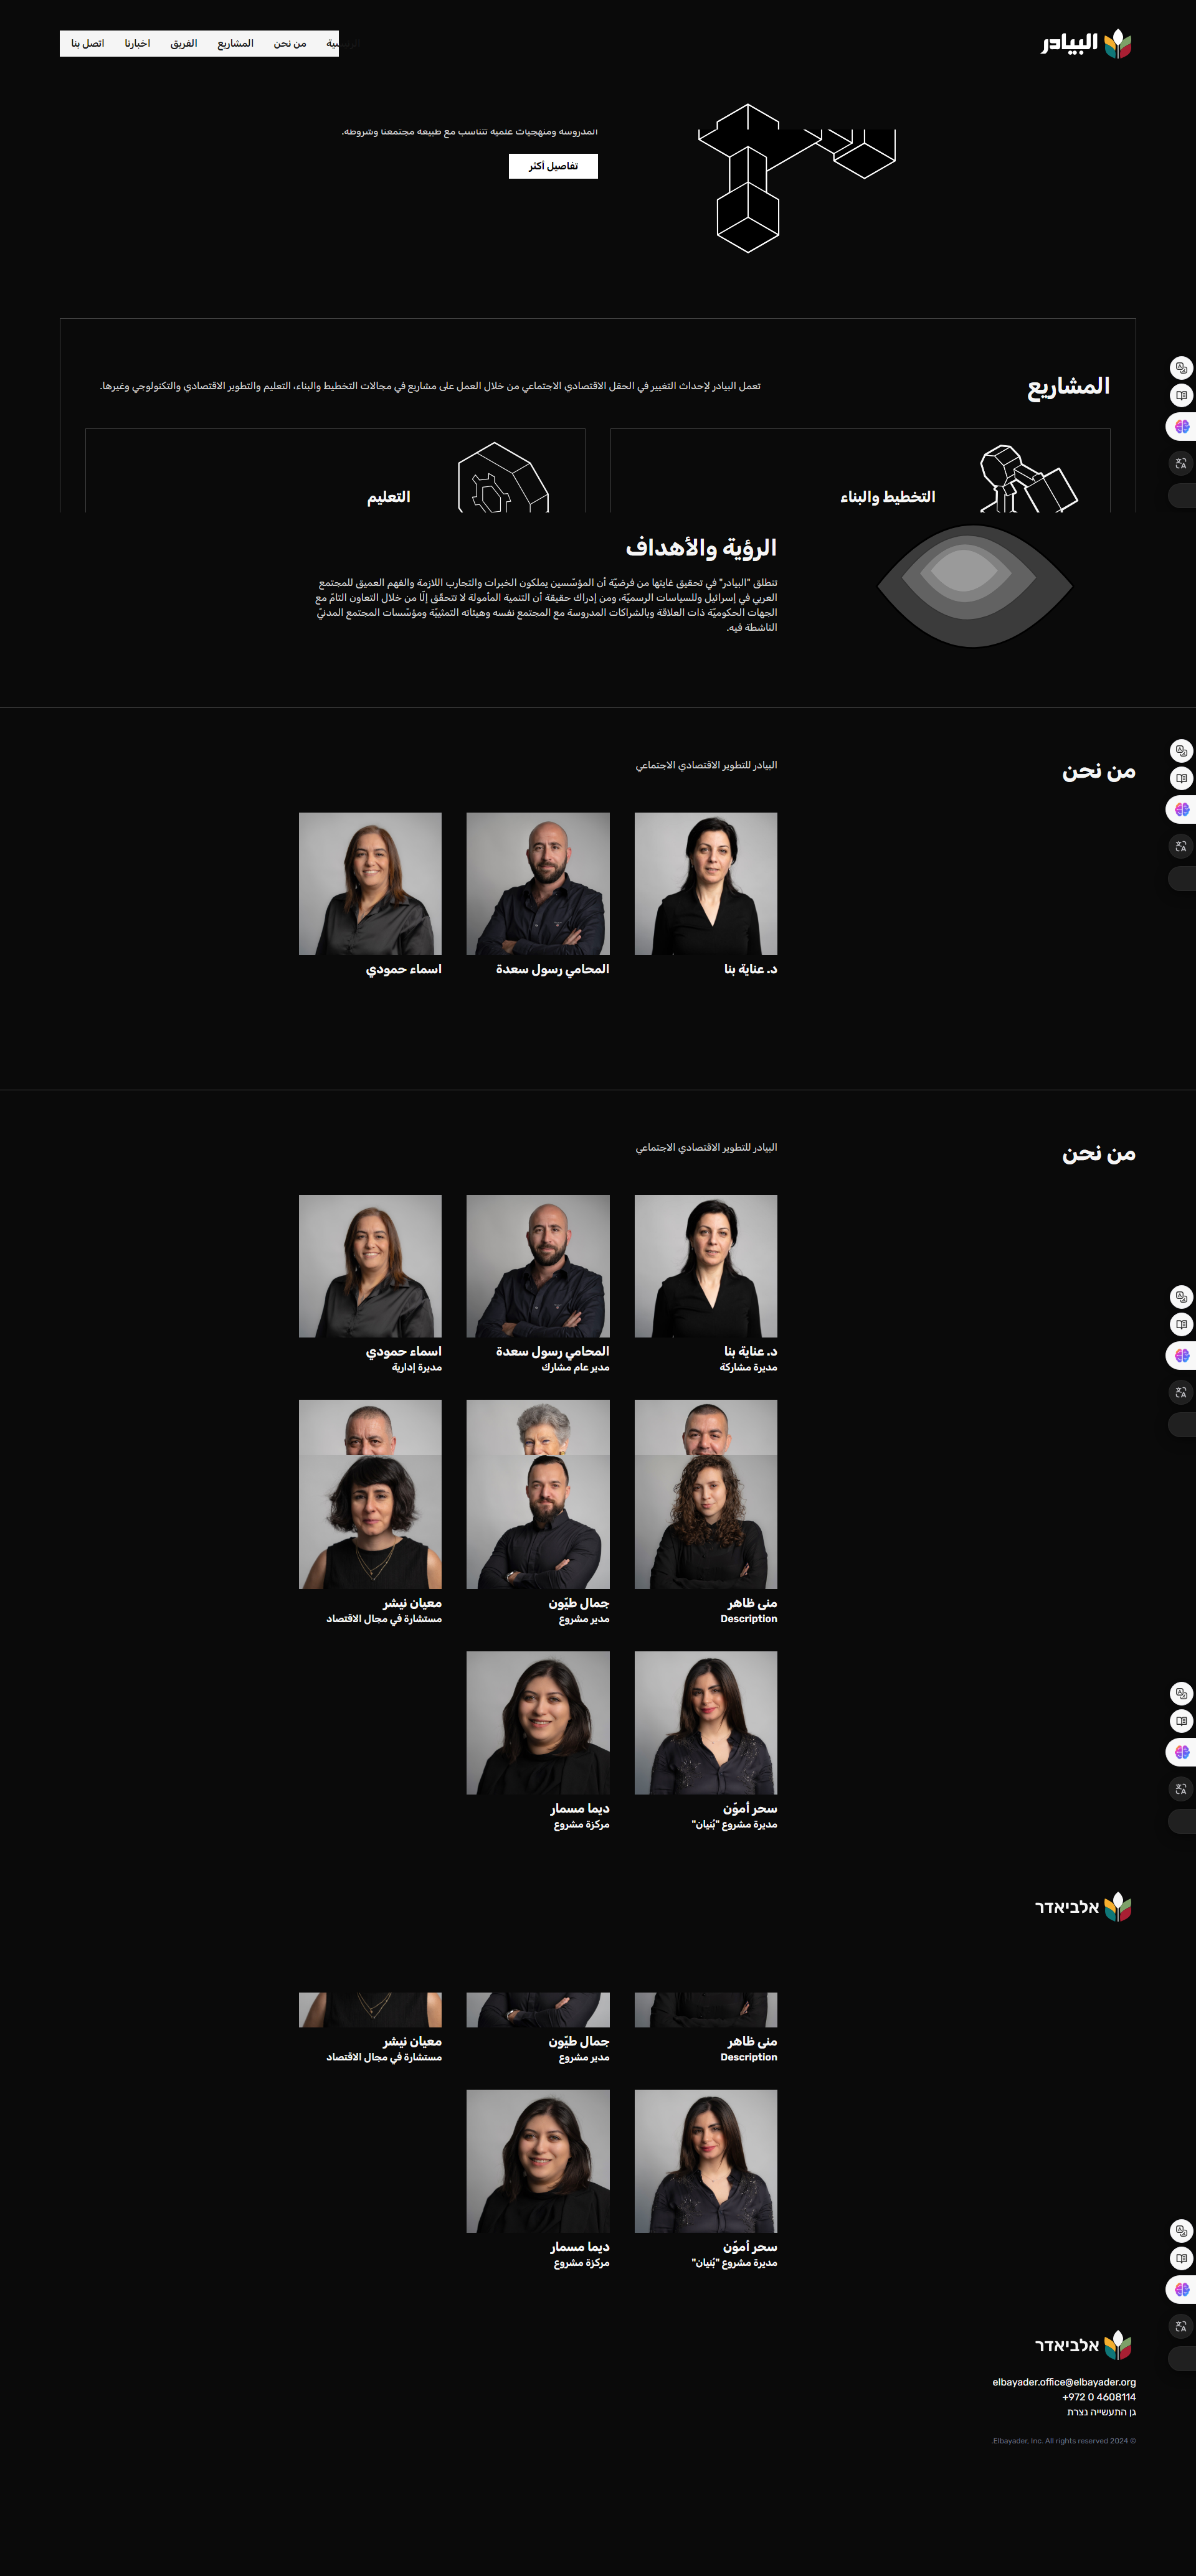 البيادر
من نحن
المشاريع
الفريق
اخبارنا
اتصل بنا
المدروسة ومنهجيات علمية تتناسب مع طبيعة مجتمعنا وشروطه.
تفاصيل أكثر
المشاريع
تعمل البيادر لإحداث التغيير في الحقل الاقتصادي الاجتماعي من خلال العمل على مشاريع في مجالات التخطيط والبناء، التعليم والتطوير الاقتصادي والتكنولوجي وغيرها.
التخطيط والبناء
التعليم
الرؤية والأهداف
تنطلق "البيادر" في تحقيق غايتها من فرضيّة أن المؤسّسين يملكون الخبرات والتجارب اللازمة والفهم العميق للمجتمع
العربي في إسرائيل وللسياسات الرسميّة، ومن إدراك حقيقة أن التنمية المأمولة لا تتحقّق إلّا من خلال التعاون التامّ مع
الجهات الحكوميّة ذات العلاقة وبالشراكات المدروسة مع المجتمع نفسه وهيئاته التمثيليّة ومؤسّسات المجتمع المدنيّ
الناشطة فيه.
من نحن
البيادر للتطوير الاقتصادي الاجتماعي
د. عناية بنا
المحامي رسول سعدة
اسماء حمودي
من نحن
البيادر للتطوير الاقتصادي الاجتماعي
د. عناية بنا
مديرة مشاركة
المحامي رسول سعدة
مدير عام مشارك
اسماء حمودي
مديرة إدارية
منى ظاهر
Description
جمال طيّون
مدير مشروع
معيان نيشر
مستشارة في مجال الاقتصاد
سحر أموّن
مديرة مشروع "بُنيان"
ديما مسمار
مركزة مشروع
אלביאדר
منى ظاهر
Description
جمال طيّون
مدير مشروع
معيان نيشر
مستشارة في مجال الاقتصاد
سحر أموّن
مديرة مشروع "بُنيان"
ديما مسمار
مركزة مشروع
אלביאדר
elbayader.office@elbayader.org
+972 0 4608114
גן התעשייה נצרת
© 2024 Elbayader, Inc. All rights reserved.